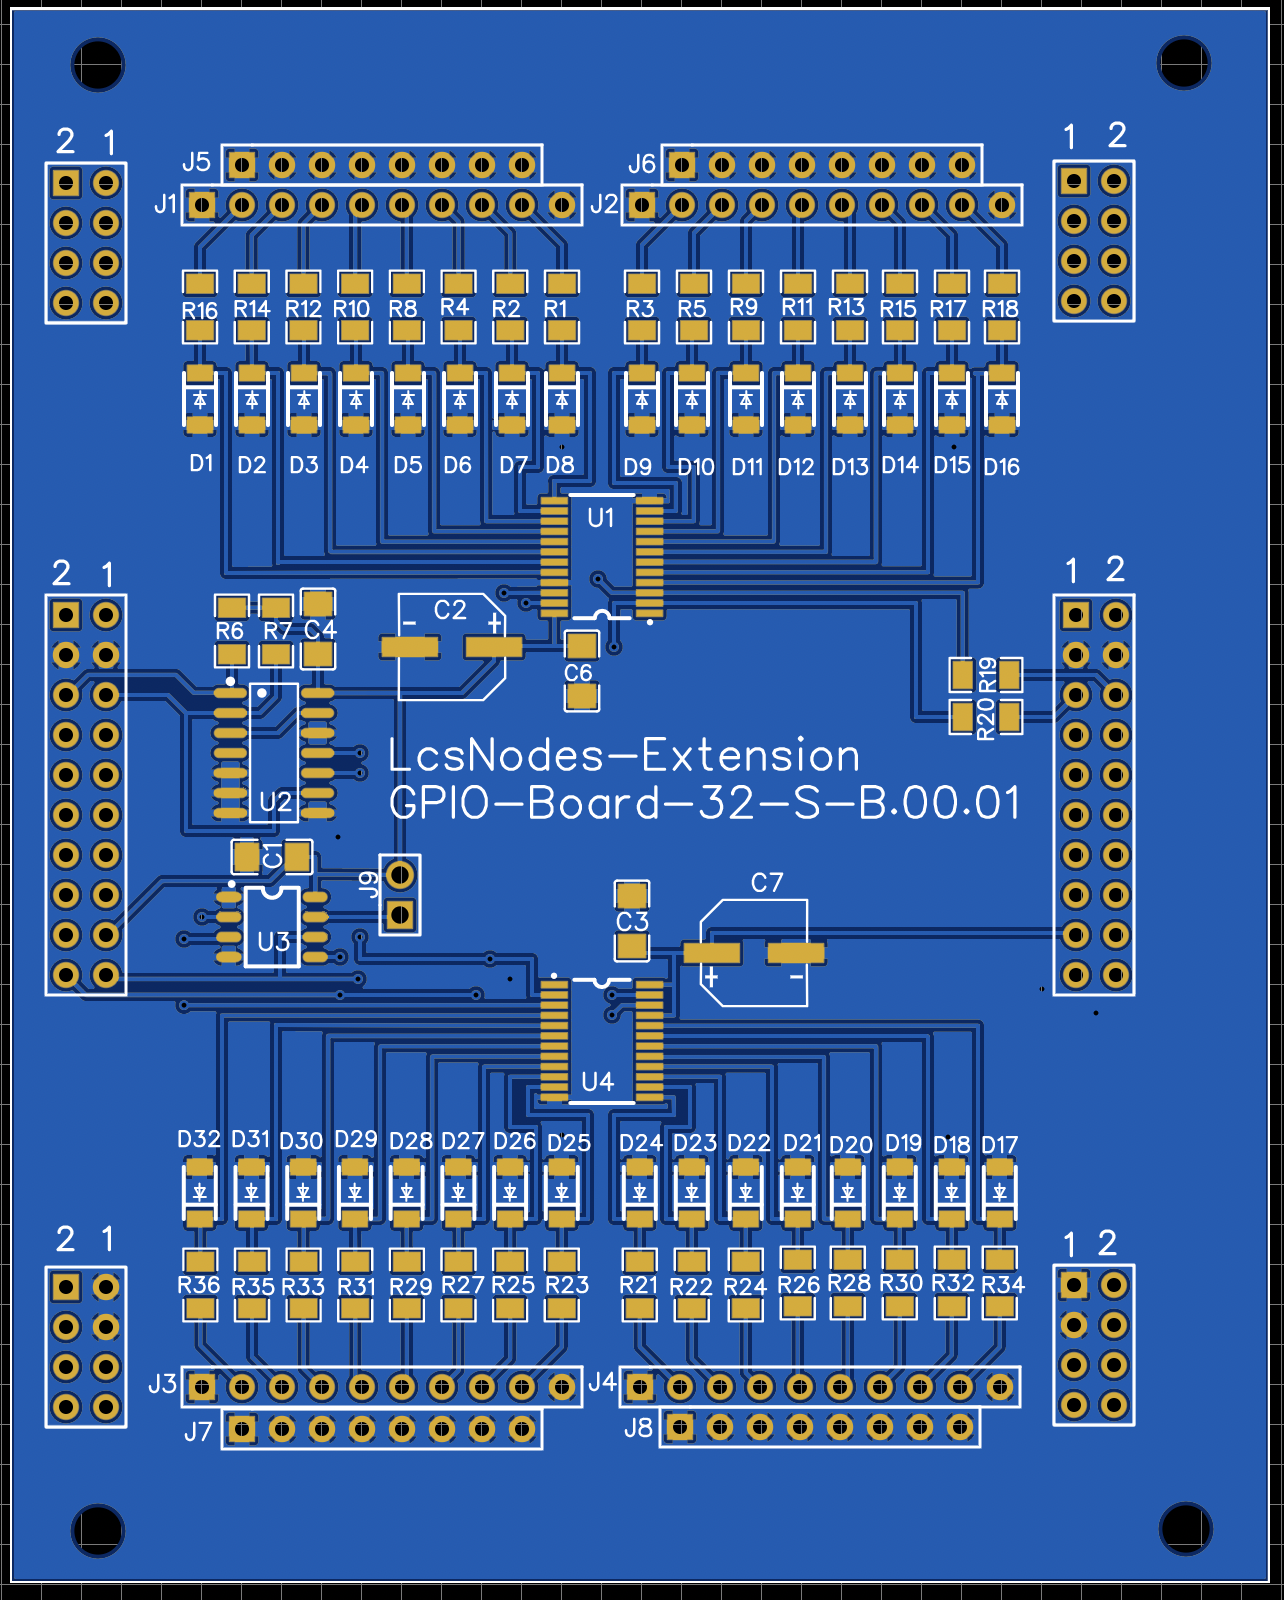 2 1
1 2
J5
J6
J1
J2
R16 R14 R12 R10 R8 R4 R2 R1 R3 R5 R9 R11 R13 R15 R17 R18
D1 D2 D3 D4 D5 D6 D7 D8 D9 D10 D11 D12 D13 D14 D15 D16
U1
2 1
1 2
R6 R7 C4
- C2 +
C6
R19
R20
LcsNodes-Extension
GPIO-Board-32-S-B.00.01
U2
C1
J9
U3
C3
C7
+ -
U4
D32 D31 D30 D29 D28 D27 D26 D25 D24 D23 D22 D21 D20 D19 D18 D17
2 1
1 2
R36 R35 R33 R31 R29 R27 R25 R23 R21 R22 R24 R26 R28 R30 R32 R34
J3
J4
J7
J8